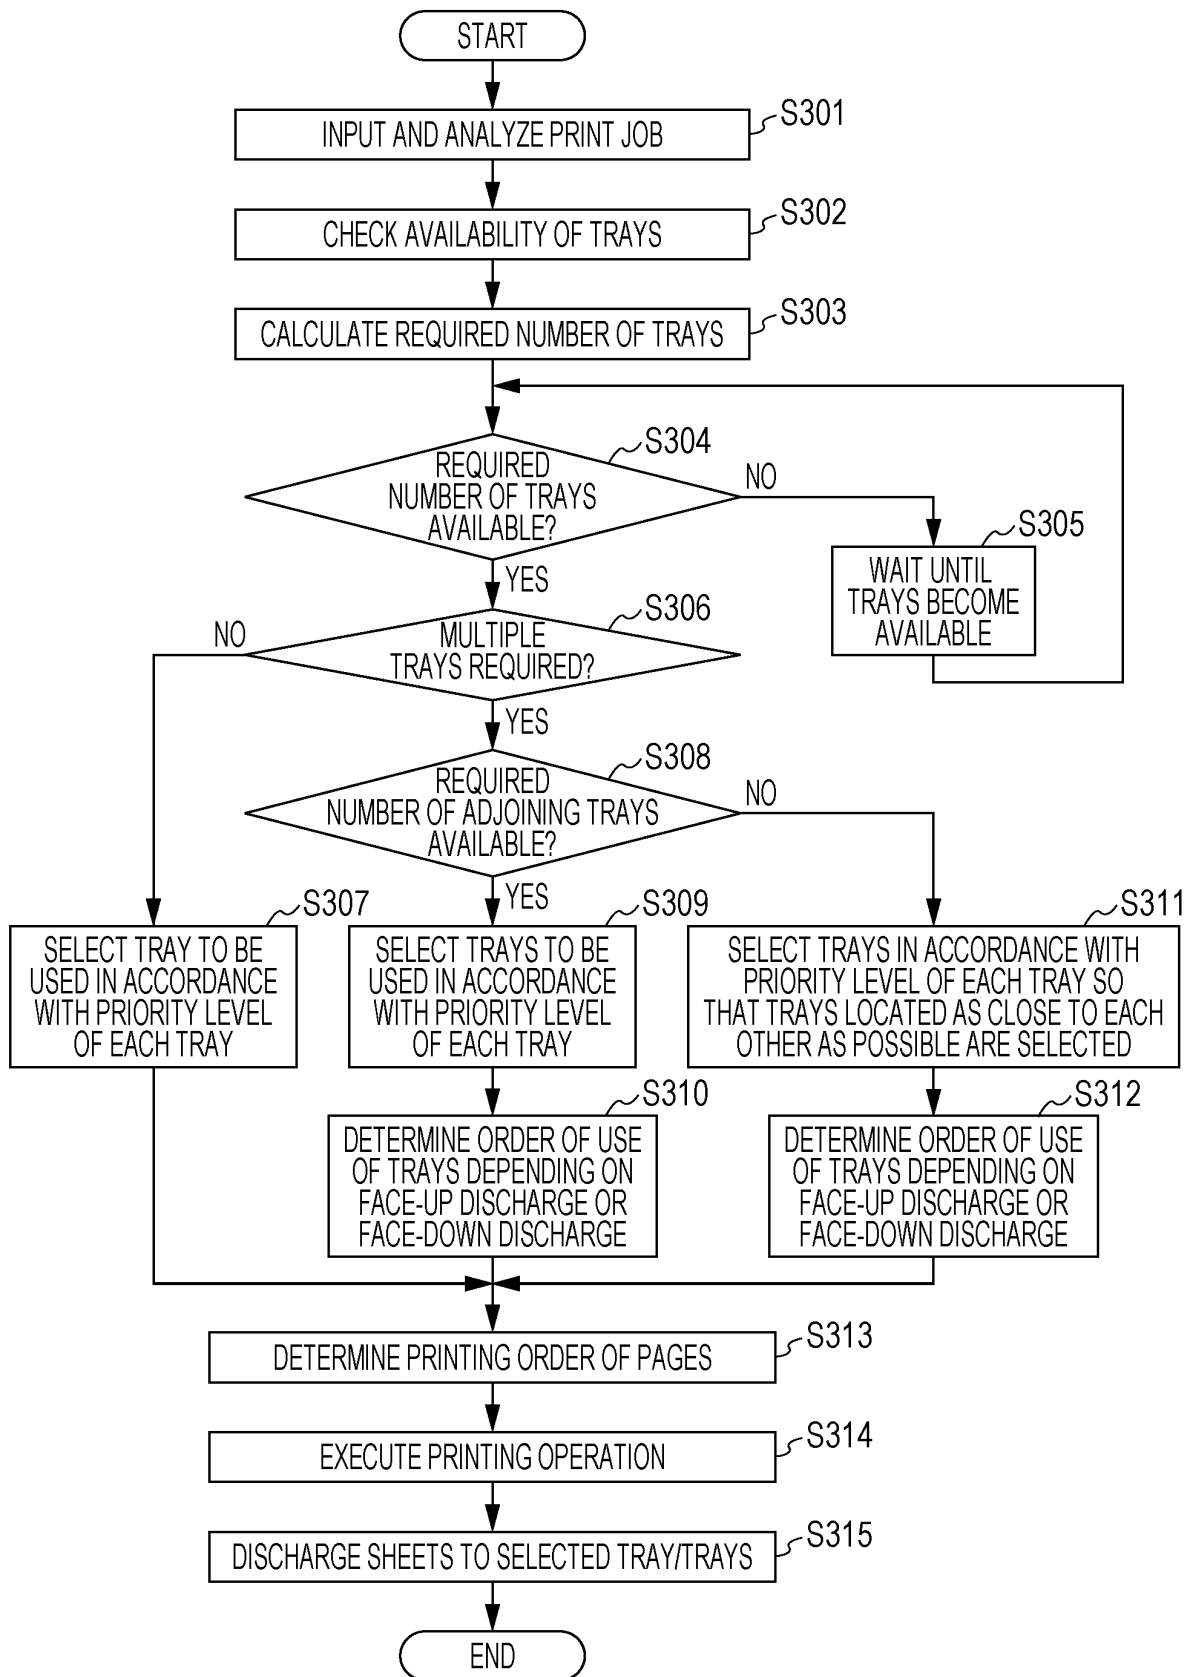 START
S301
INPUT AND ANALYZE PRINT JOB
S302
CHECK AVAILABILITY OF TRAYS
S303
CALCULATE REQUIRED NUMBER OF TRAYS
S304
REQUIRED
NUMBER OF TRAYS
AVAILABLE?
NO
YES
S305
WAIT UNTIL
TRAYS BECOME
AVAILABLE
S306
MULTIPLE
TRAYS REQUIRED?
NO
YES
S308
REQUIRED
NUMBER OF ADJOINING TRAYS
AVAILABLE?
NO
YES
S307
SELECT TRAY TO BE
USED IN ACCORDANCE
WITH PRIORITY LEVEL
OF EACH TRAY
S309
SELECT TRAYS TO BE
USED IN ACCORDANCE
WITH PRIORITY LEVEL
OF EACH TRAY
S311
SELECT TRAYS IN ACCORDANCE WITH
PRIORITY LEVEL OF EACH TRAY SO
THAT TRAYS LOCATED AS CLOSE TO EACH
OTHER AS POSSIBLE ARE SELECTED
S310
DETERMINE ORDER OF USE
OF TRAYS DEPENDING ON
FACE-UP DISCHARGE OR
FACE-DOWN DISCHARGE
S312
DETERMINE ORDER OF USE
OF TRAYS DEPENDING ON
FACE-UP DISCHARGE OR
FACE-DOWN DISCHARGE
S313
DETERMINE PRINTING ORDER OF PAGES
S314
EXECUTE PRINTING OPERATION
S315
DISCHARGE SHEETS TO SELECTED TRAY/TRAYS
END